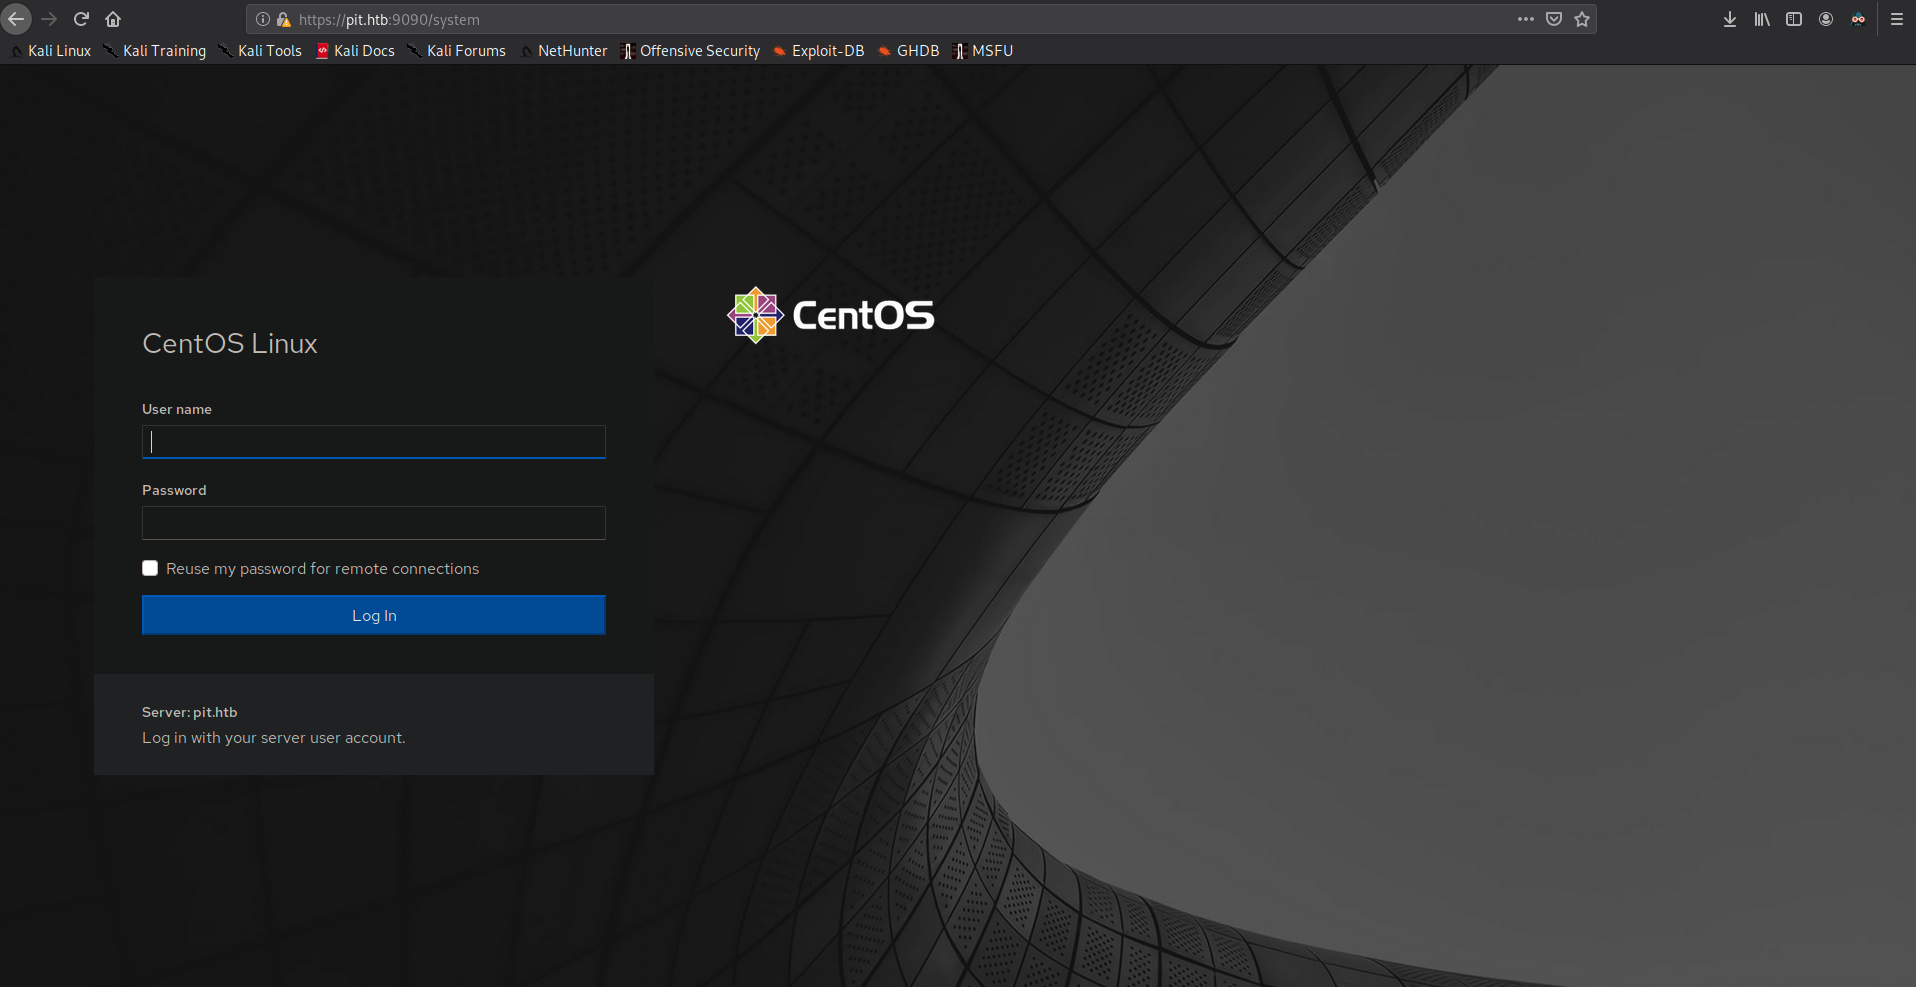 https://pit.htb:9090/system
Kali Linux Kali Training Kali Tools Kali Docs Kali Forums NetHunter Offensive Security Exploit-DB GHDB MSFU
CentOS
CentOS Linux
User name
Password
Reuse my password for remote connections
Log In
Server: pit.htb
Log in with your server user account.